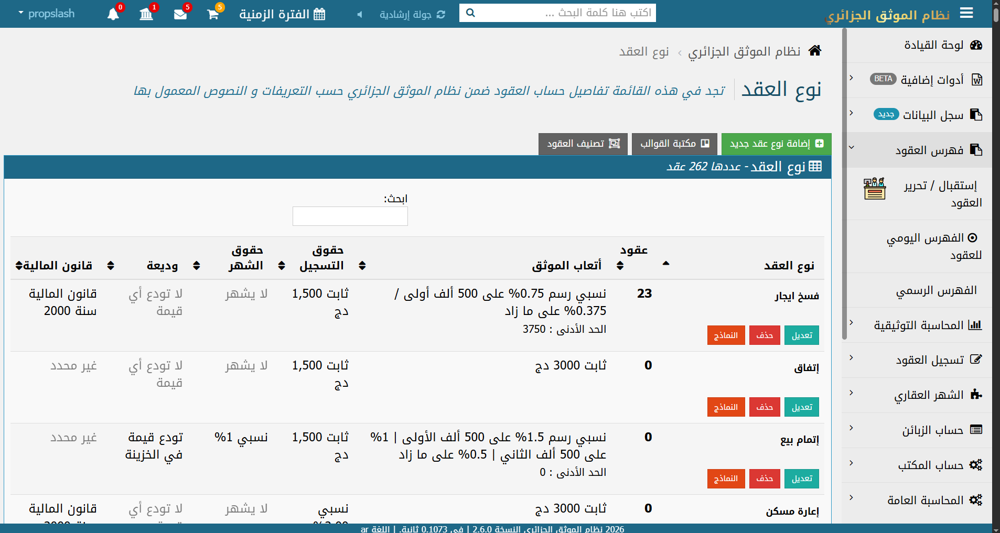 نظام الموثق الجزائري
اكتب هنا كلمة البحث ...
جولة إرشادية
الفترة الزمنية
5
5
1
0
propslash
لوحة القيادة
أدوات إضافية BETA
سجل البيانات جديد
فهرس العقود
إستقبال / تحرير
العقود
الفهرس اليومي
للعقود
الفهرس الرسمي
المحاسبة التوثيقية
تسجيل العقود
الشهر العقاري
حساب الزبائن
حساب المكتب
المحاسبة العامة
نظام الموثق الجزائري › نوع العقد
نوع العقد تجد في هذه القائمة تفاصيل حساب العقود ضمن نظام الموثق الجزائري حسب التعريفات و النصوص المعمول بها
إضافة نوع عقد جديد
مكتبة القوالب
تصنيف العقود
نوع العقد - عددها 262 عقد
ابحث:
نوع العقد
عقود
أتعاب الموثق
حقوق
التسجيل
حقوق
الشهر
وديعة
قانون المالية
فسخ ايجار
تعديل حذف النماذج
23
نسبي رسم 0.75% على 500 ألف أولى /
0.375% على ما زاد
الحد الأدنى : 3750
ثابت 1,500
دج
لا يشهر
لا تودع أي
قيمة
قانون المالية
سنة 2000
إتفاق
تعديل حذف النماذج
0
ثابت 3000 دج
ثابت 1,500
دج
لا يشهر
لا تودع أي
قيمة
غير محدد
إتمام بيع
تعديل حذف النماذج
0
نسبي رسم 1.5% على 500 ألف الأولى | 1%
على 500 ألف الثاني | 0.5% على ما زاد
الحد الأدنى : 0
ثابت 1,500
دج
نسبي 1%
تودع قيمة
في الخزينة
غير محدد
إعارة مسكن
0
ثابت 3000 دج
نسبي
لا يشهر
لا تودع أي
قانون المالية
2026 نظام الموثق الجزائري النسخة 2.6.0 | في 0.1073 ثانية. | اللغة ar